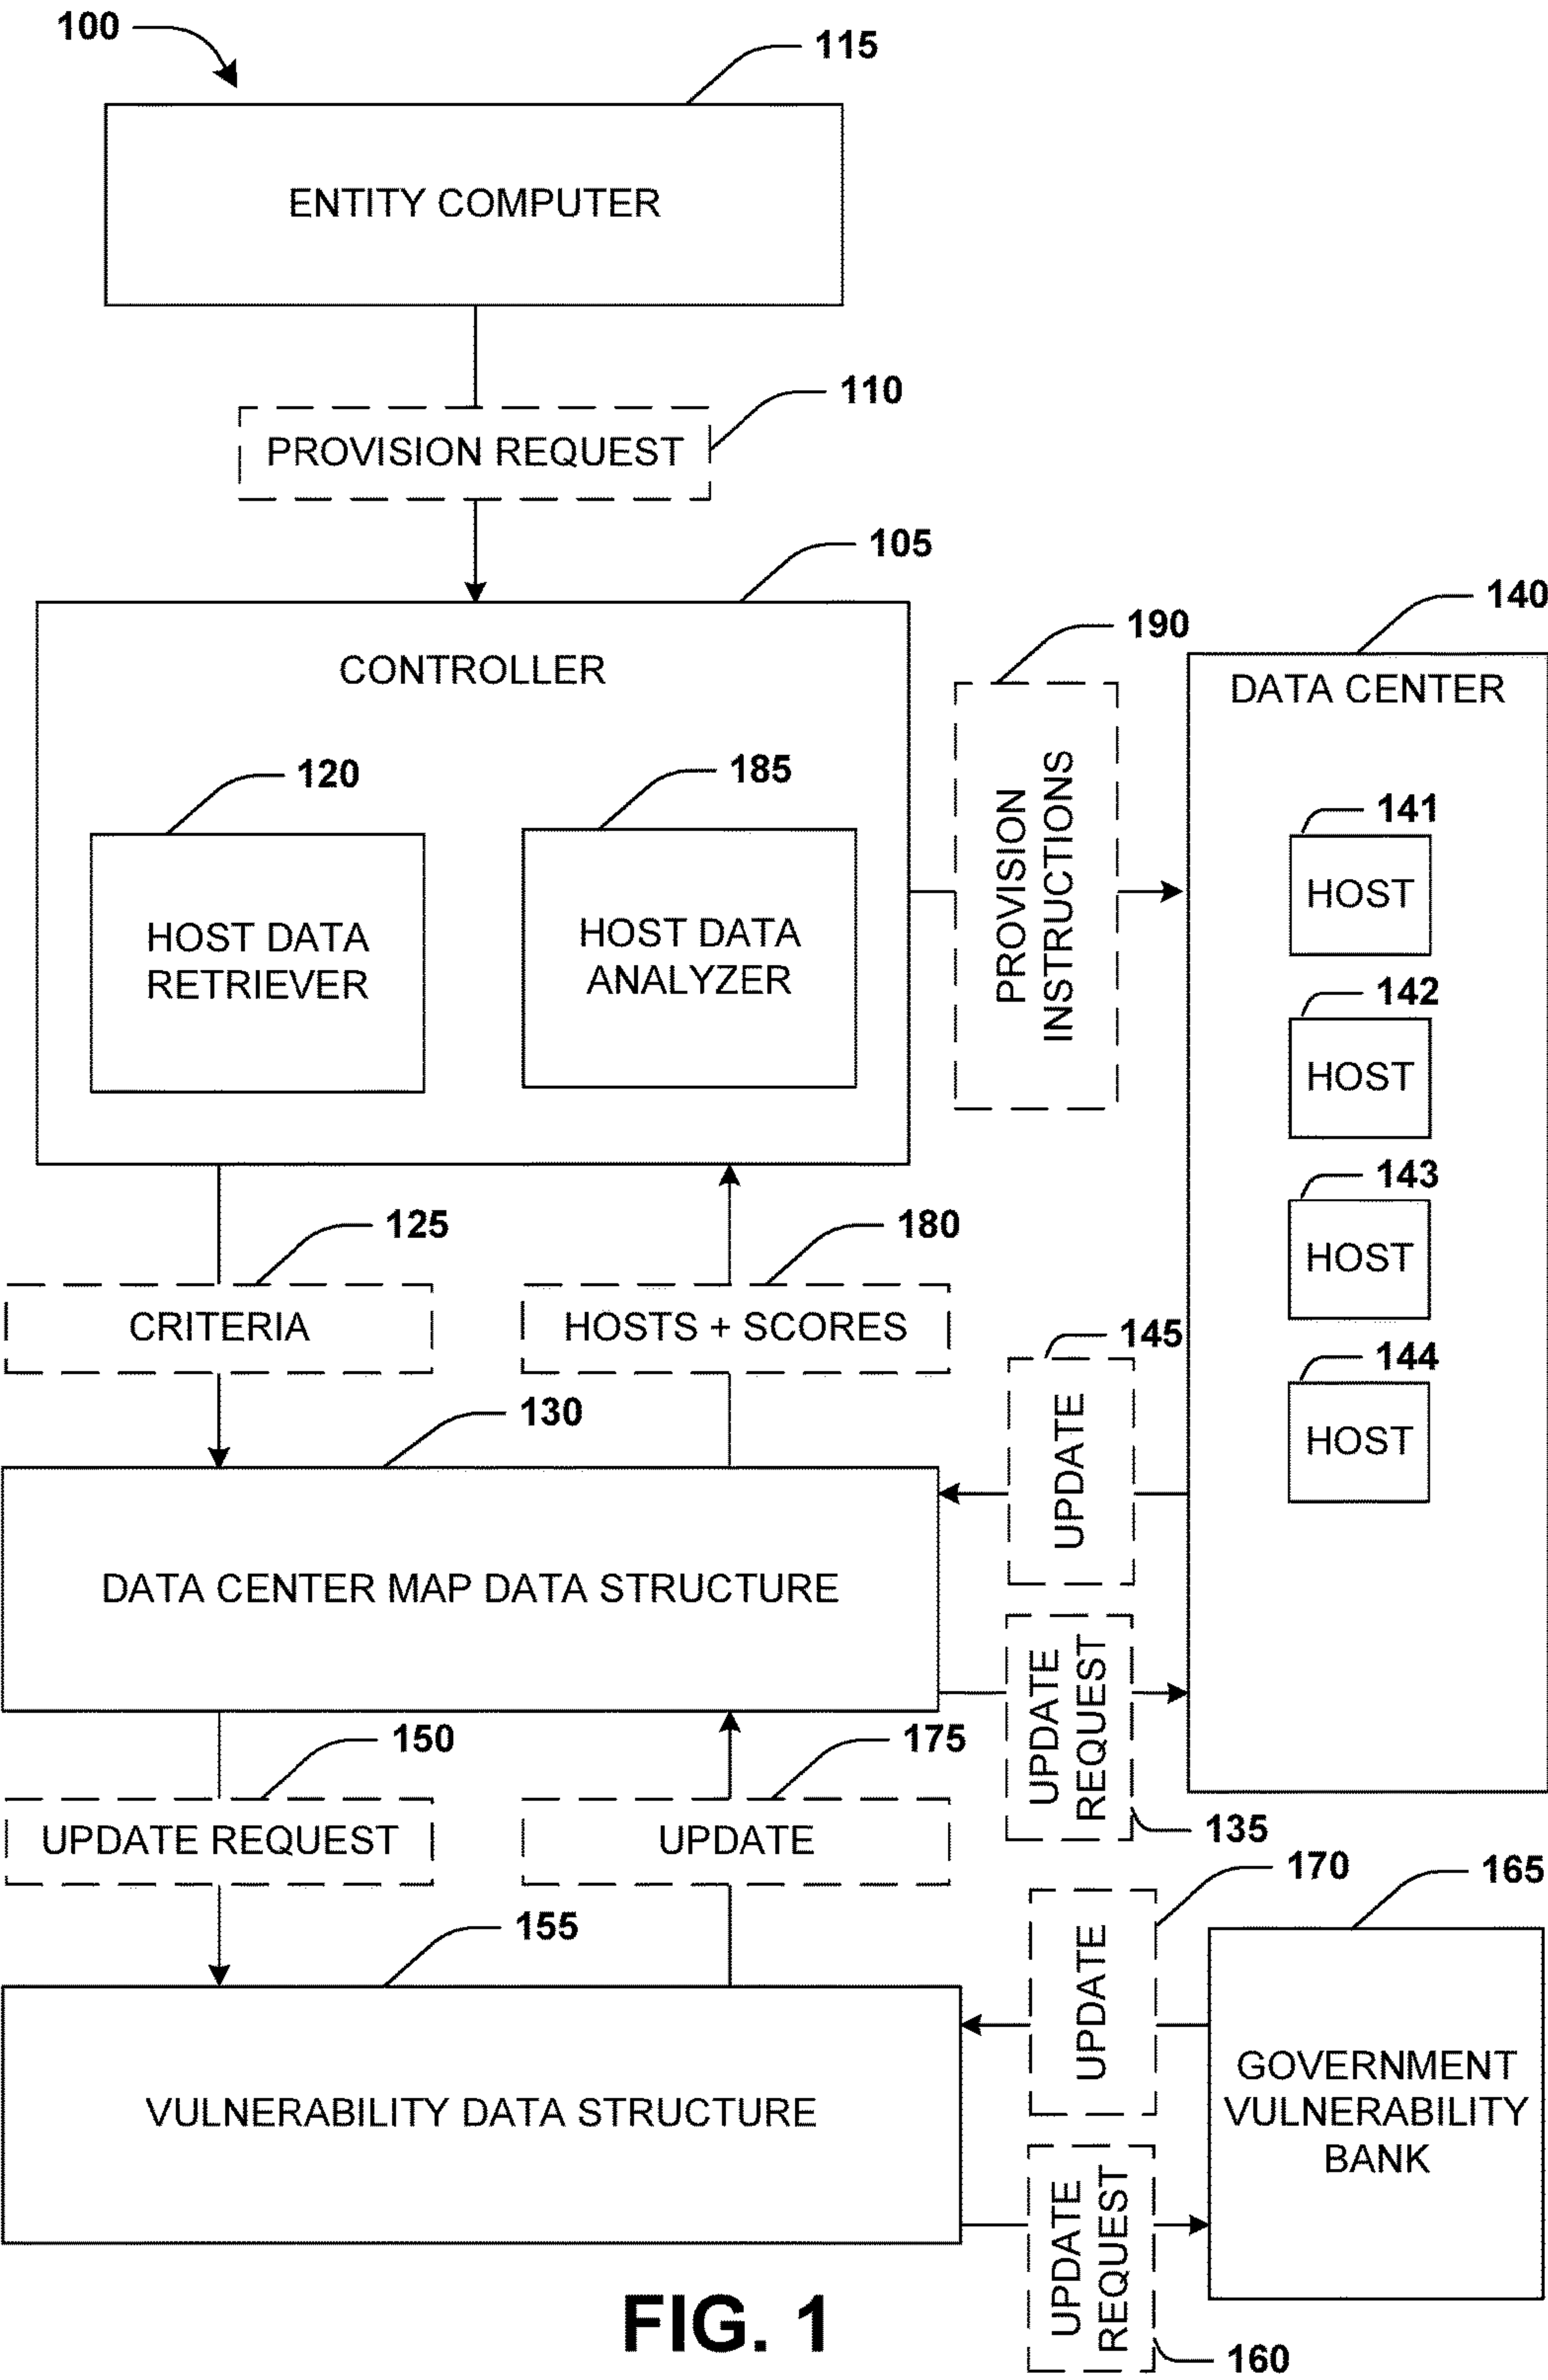 100
115
ENTITY COMPUTER
110
PROVISION REQUEST
105
CONTROLLER
120
HOST DATA
RETRIEVER
185
HOST DATA
ANALYZER
190
PROVISION
INSTRUCTIONS
140
DATA CENTER
141
HOST
142
HOST
143
HOST
144
HOST
125
CRITERIA
180
HOSTS + SCORES
130
DATA CENTER MAP DATA STRUCTURE
145
UPDATE
UPDATE
REQUEST
135
150
UPDATE REQUEST
175
UPDATE
155
VULNERABILITY DATA STRUCTURE
170
UPDATE
165
GOVERNMENT
VULNERABILITY
BANK
UPDATE
REQUEST
160
FIG. 1